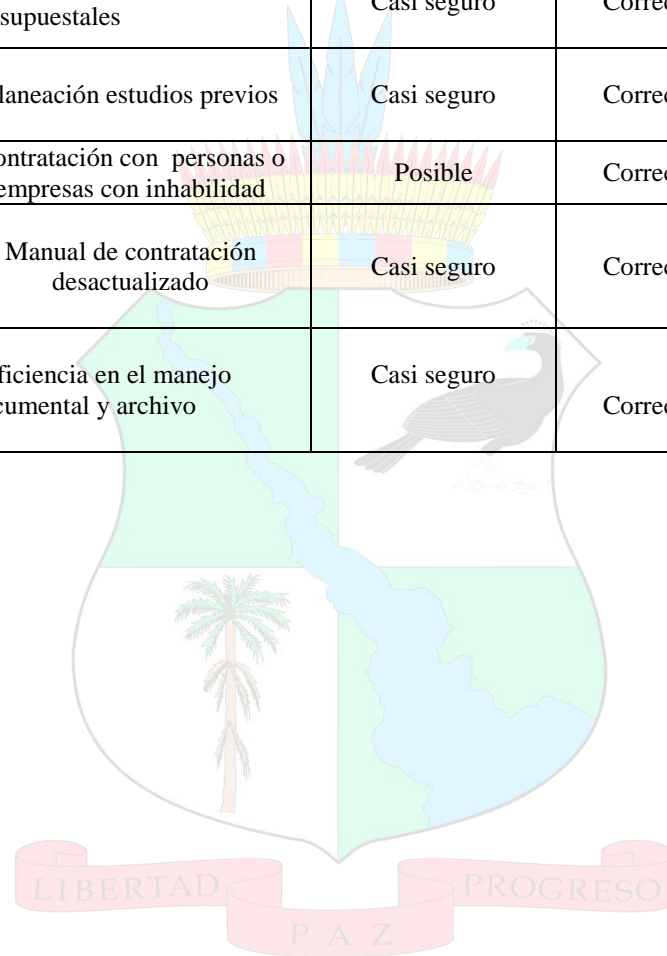 supuestales
Casi seguro
Correc
laneación estudios previos
Casi seguro
Correc
ontratación con personas o
empresas con inhabilidad
Posible
Correc
Manual de contratación
desactualizado
Casi seguro
Correc
ficiencia en el manejo
cumental y archivo
Casi seguro
Correc
LIBERTAD
PAZ
PROGRESO